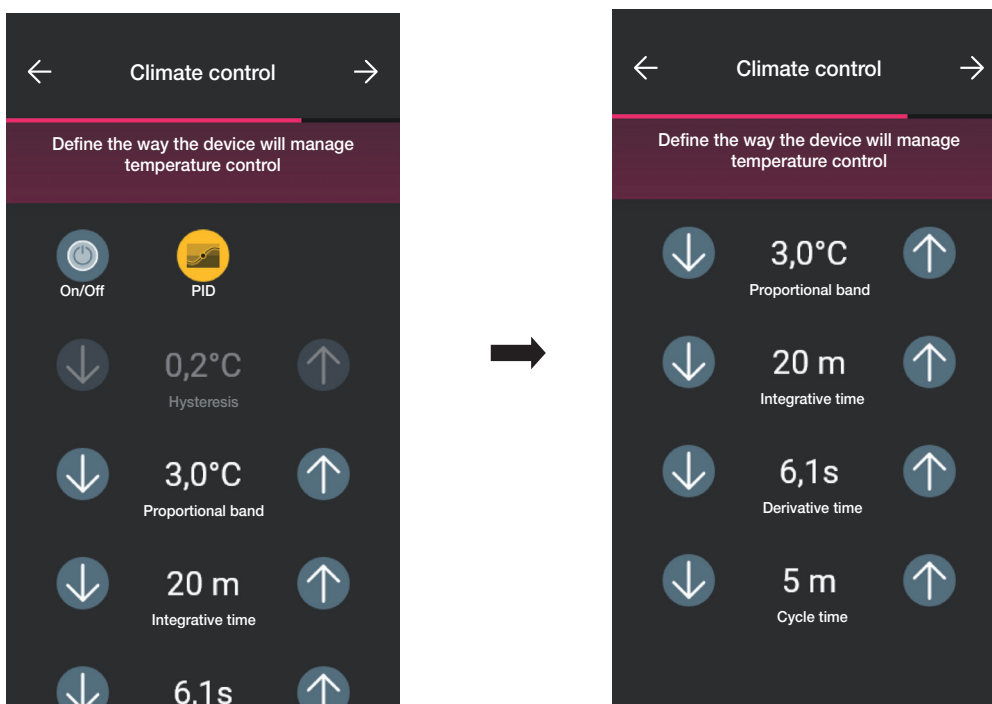 Climate control
Define the way the device will manage
temperature control
On/Off
PID
0,2°C
Hysteresis
3,0°C
Proportional band
20 m
Integrative time
6,1s
Climate control
Define the way the device will manage
temperature control
3,0°C
Proportional band
20 m
Integrative time
6,1s
Derivative time
5 m
Cycle time